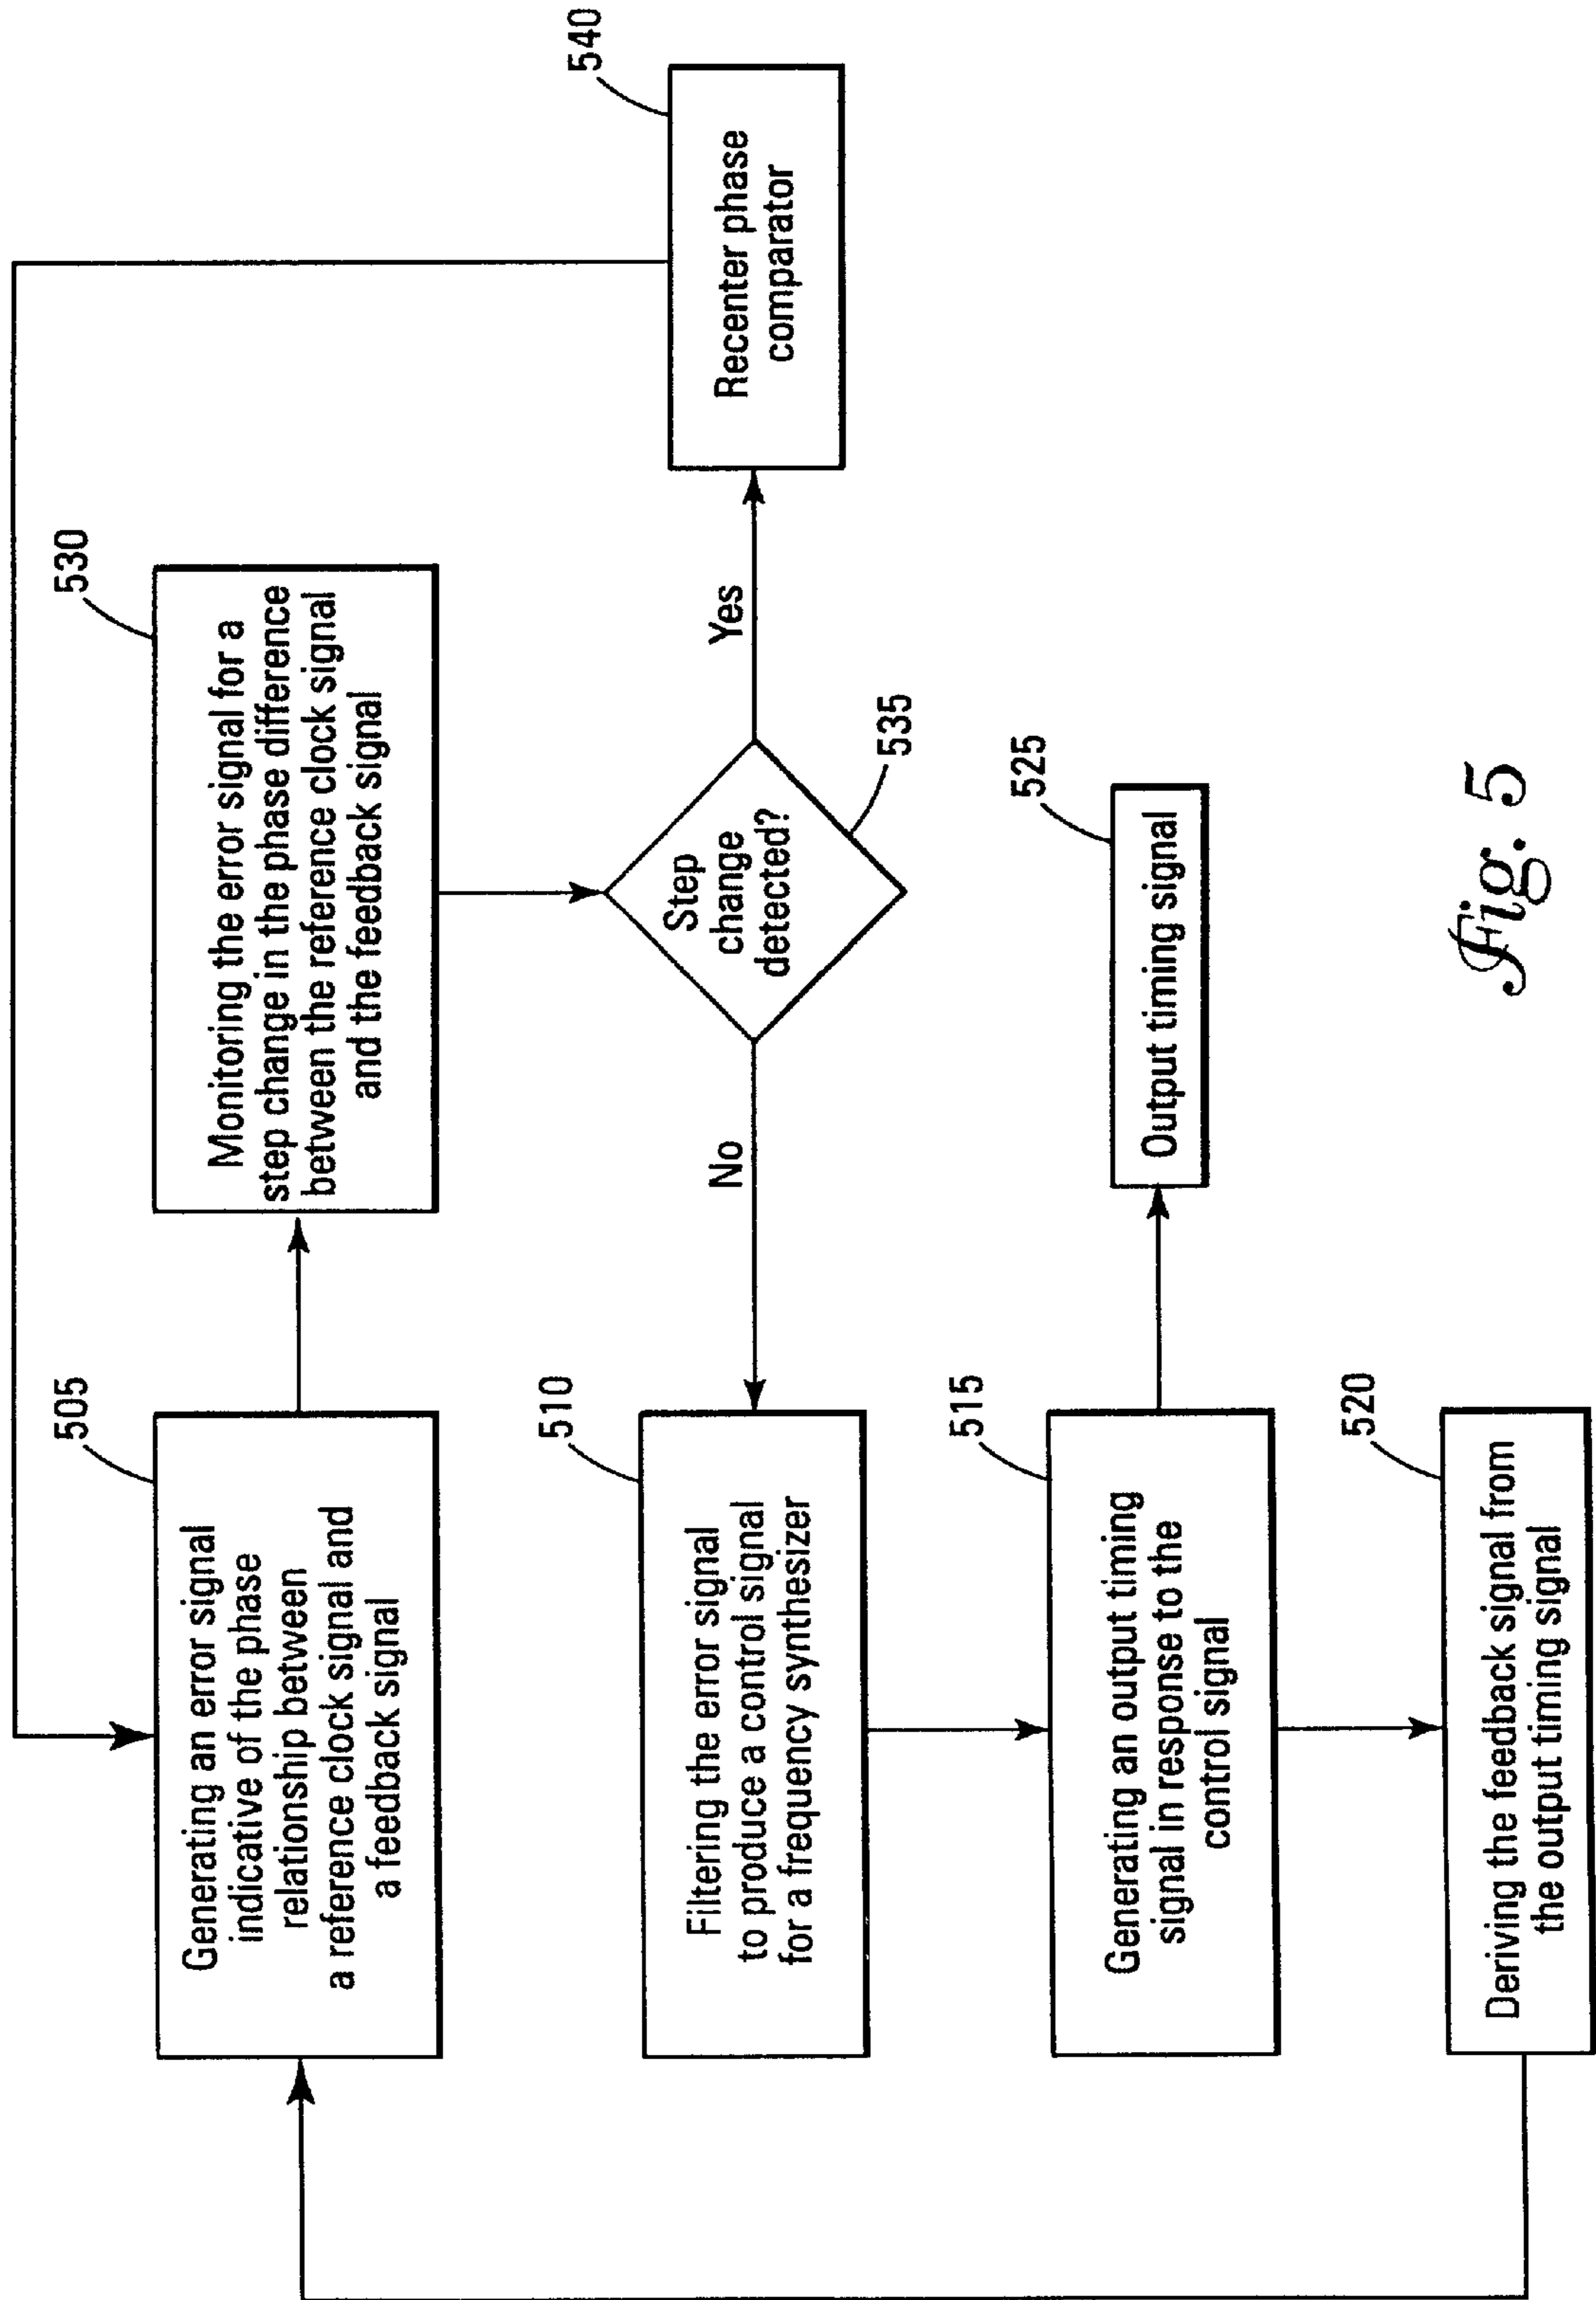 505
Generating an error signal
indicative of the phase
relationship between
a reference clock signal and
a feedback signal
530
Monitoring the error signal for a
step change in the phase difference
between the reference clock signal
and the feedback signal
540
Recenter phase
comparator
Step
change
detected?
535
No
Yes
510
Filtering the error signal
to produce a control signal
for a frequency synthesizer
515
Generating an output timing
signal in response to the
control signal
525
Output timing signal
520
Deriving the feedback signal from
the output timing signal
Fig. 5